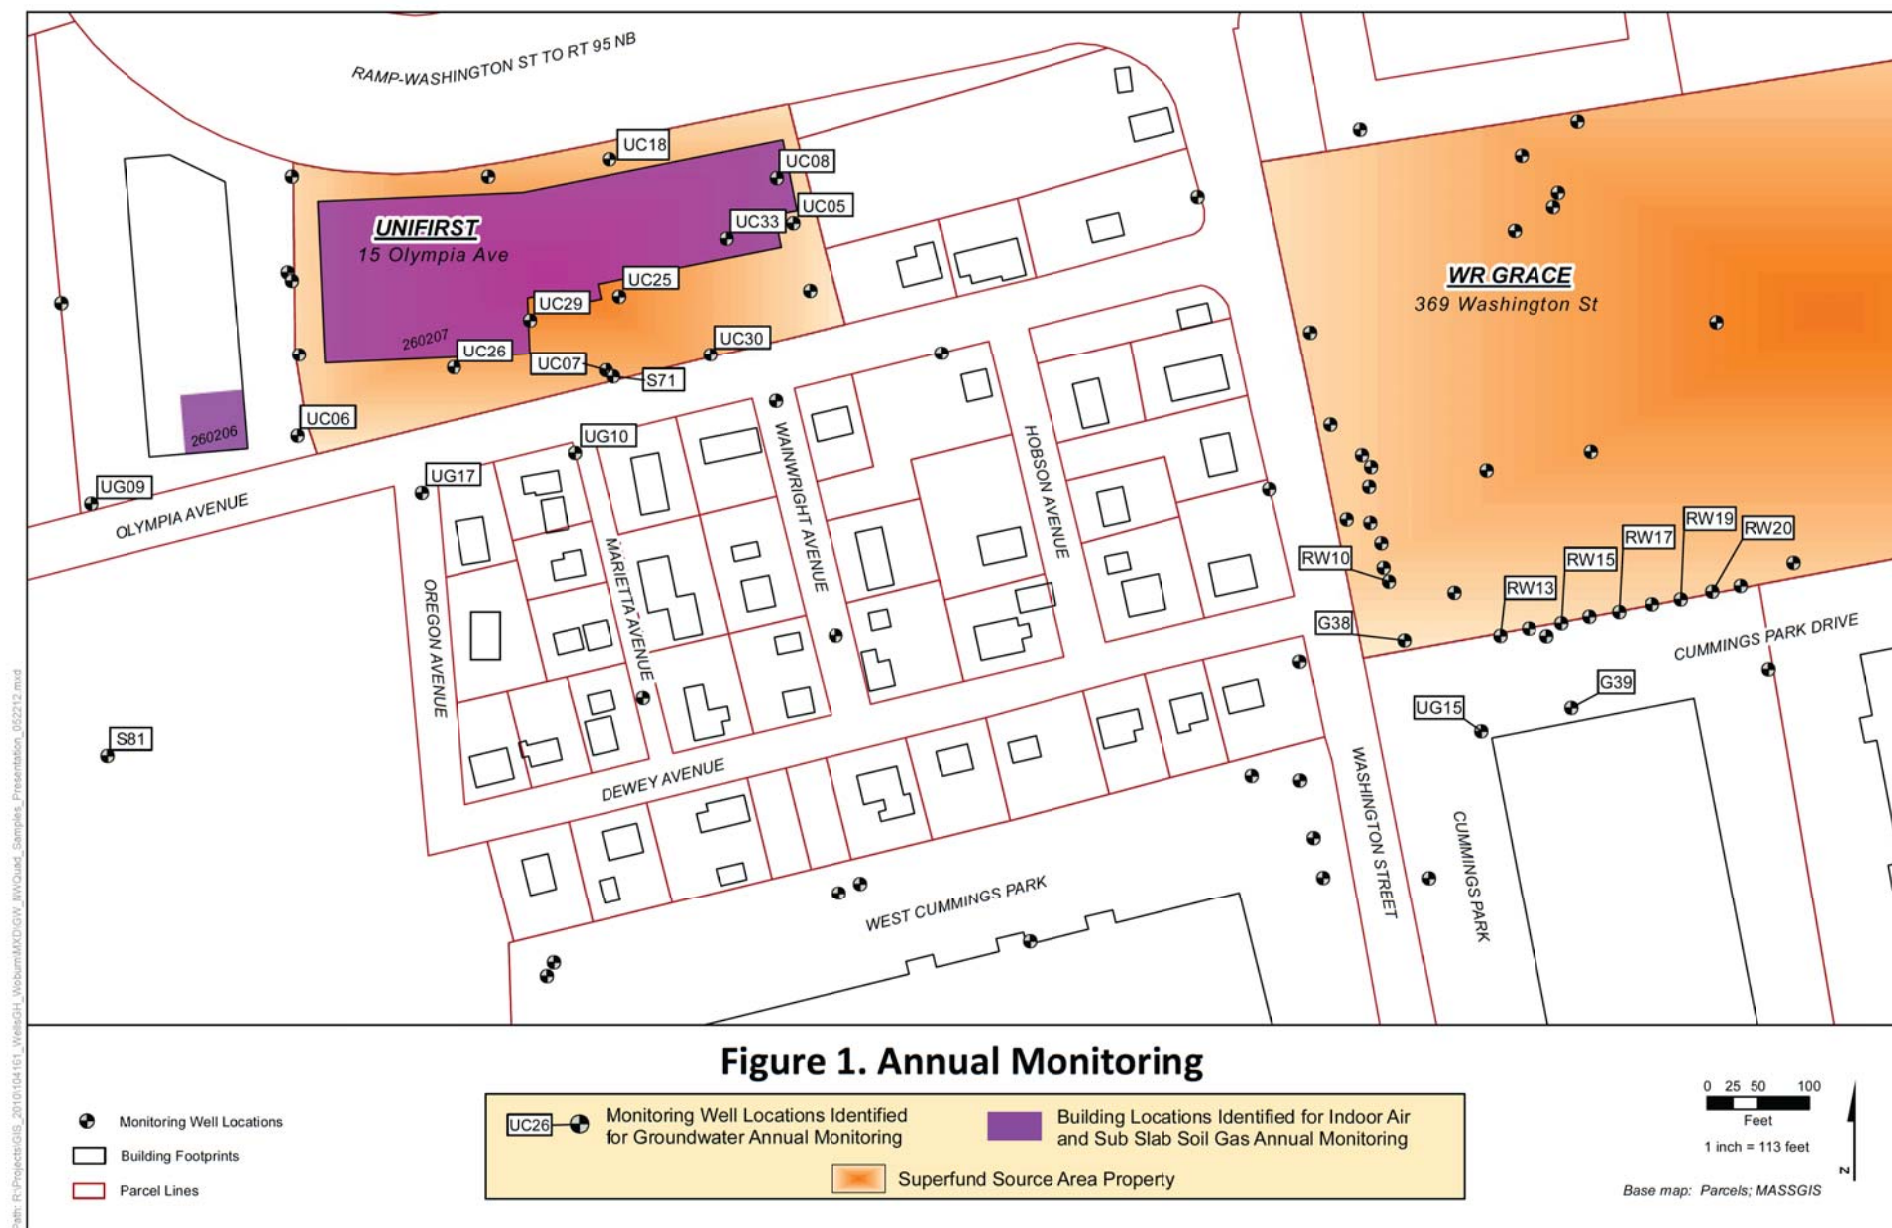 RAMP-WASHINGTON ST TO RT 95 NB
UC18
UC08
UNIFIRST
15 Olympia Ave
UC33
UC05
UC25
UC29
260207
UC26
UC07
UC30
S71
260206
UC06
UG10
UG09
UG17
OLYMPIA AVENUE
OREGON AVENUE
MARIETTA AVENUE
WAINWRIGHT AVENUE
HOBSON AVENUE
DEWEY AVENUE
S81
WEST CUMMINGS PARK
WR GRACE
369 Washington St
RW10
RW13
RW15
RW17
RW19
RW20
G38
G39
UG15
CUMMINGS PARK DRIVE
WASHINGTON STREET
CUMMINGS PARK
Figure 1. Annual Monitoring
Monitoring Well Locations
Building Footprints
Parcel Lines
UC26
Monitoring Well Locations Identified
for Groundwater Annual Monitoring
Building Locations Identified for Indoor Air
and Sub Slab Soil Gas Annual Monitoring
Superfund Source Area Property
0 25 50 100
Feet
1 inch = 113 feet
Z
Base map: Parcels; MASSGIS